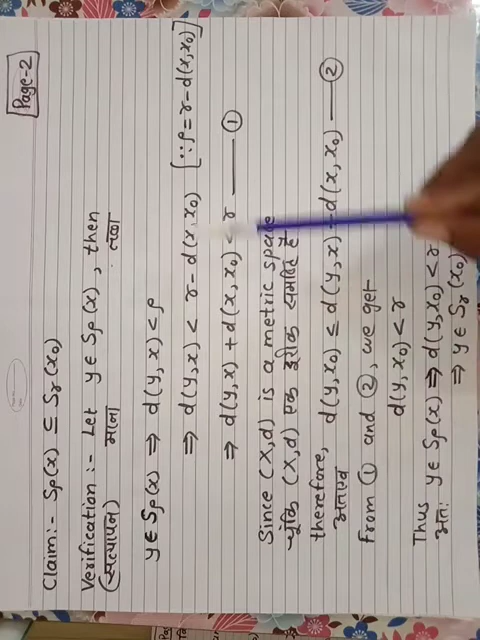 Page-2
Claim:- Sρ(x) ⊆ Sr(x₀)
Verification:- Let y ∈ Sρ(x), then
(सत्यापन) माना तब
y ∈ Sρ(x) ⇒ d(y,x) < ρ
⇒ d(y,x) < r - d(x,x₀) [∵ ρ = r - d(x,x₀)]
⇒ d(y,x) + d(x,x₀) < r —— ①
Since (X,d) is a metric space
चूँकि (X,d) एक दूरीक समष्टि है
therefore, d(y,x₀) ≤ d(y,x) + d(x,x₀) —— ②
अतएव
From ① and ②, we get
d(y,x₀) < r
Thus y ∈ Sρ(x) ⇒ d(y,x₀) < r
अतः ⇒ y ∈ Sr(x₀)